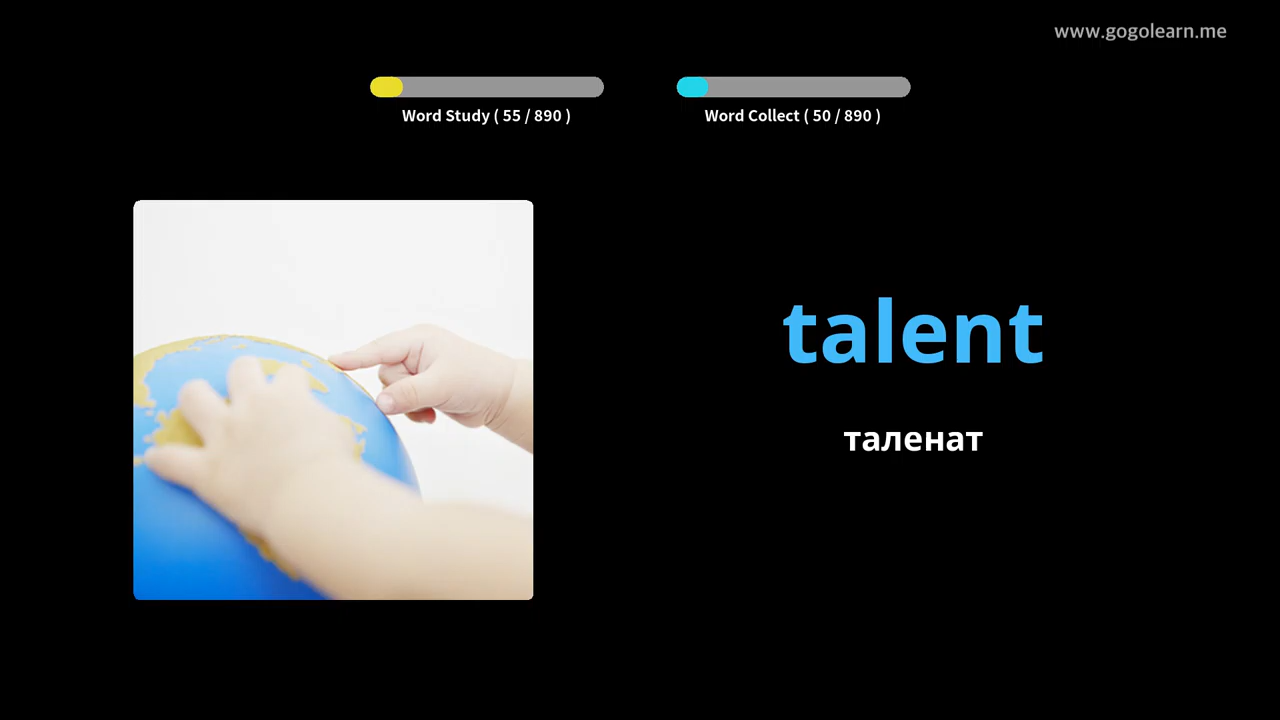 www.gogolearn.me
Word Study ( 55 / 890 )
Word Collect ( 50 / 890 )
talent
таленат